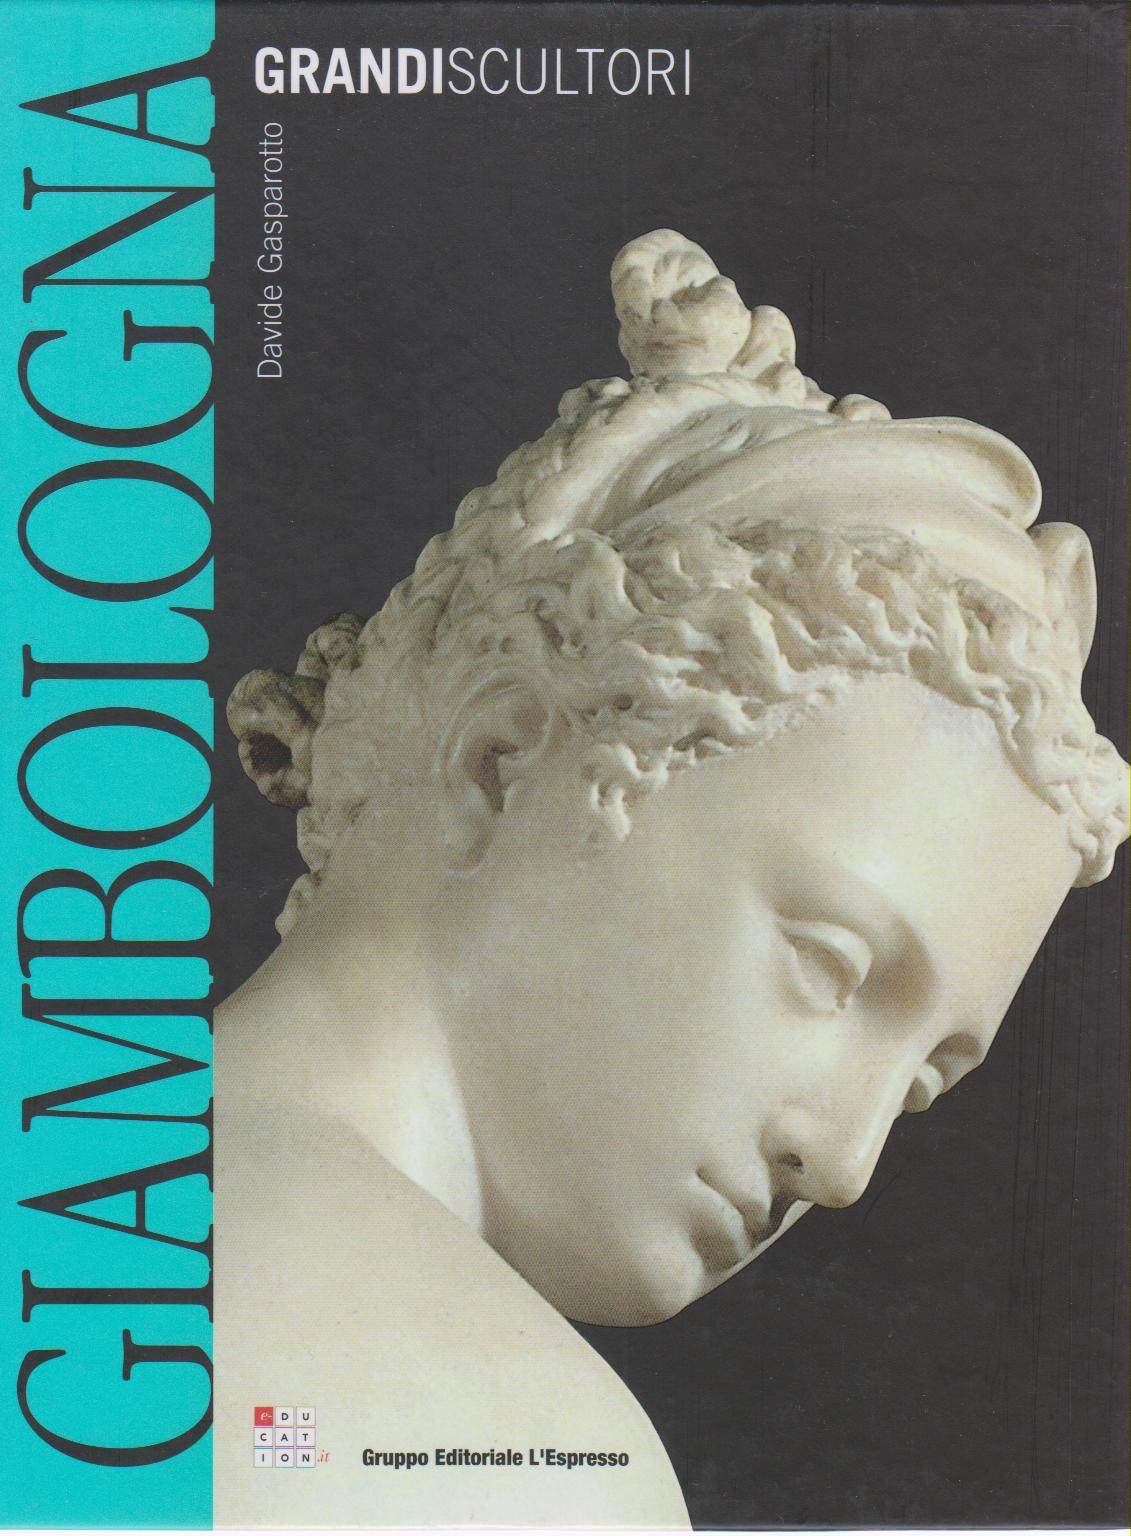 GIAMBOLOGNA
GRANDISCULTORI
Davide Gasparotto
e-DU
CAT
ION.it
Gruppo Editoriale L'Espresso